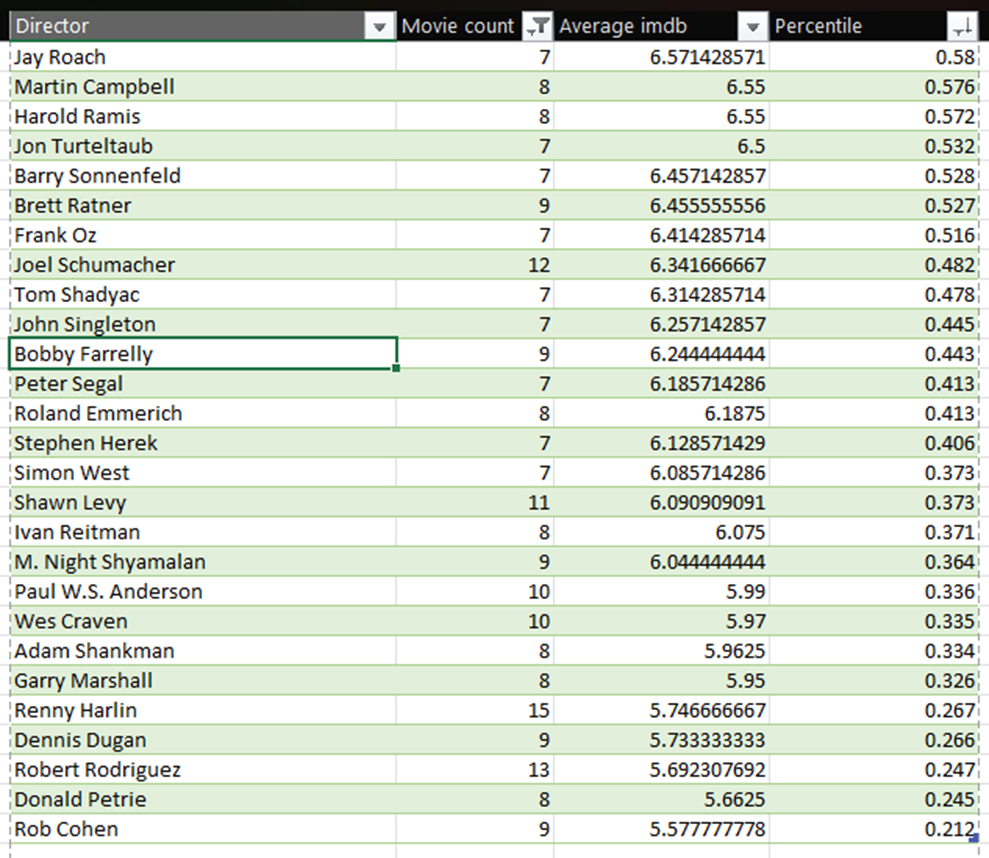 Director Movie count Average imdb Percentile
Jay Roach 7 6.571428571 0.58
Martin Campbell 8 6.55 0.576
Harold Ramis 8 6.55 0.572
Jon Turteltaub 7 6.5 0.532
Barry Sonnenfeld 7 6.457142857 0.528
Brett Ratner 9 6.455555556 0.527
Frank Oz 7 6.414285714 0.516
Joel Schumacher 12 6.341666667 0.482
Tom Shadyac 7 6.314285714 0.478
John Singleton 7 6.257142857 0.445
Bobby Farrelly 9 6.244444444 0.443
Peter Segal 7 6.185714286 0.413
Roland Emmerich 8 6.1875 0.413
Stephen Herek 7 6.128571429 0.406
Simon West 7 6.085714286 0.373
Shawn Levy 11 6.090909091 0.373
Ivan Reitman 8 6.075 0.371
M. Night Shyamalan 9 6.044444444 0.364
Paul W.S. Anderson 10 5.99 0.336
Wes Craven 10 5.97 0.335
Adam Shankman 8 5.9625 0.334
Garry Marshall 8 5.95 0.326
Renny Harlin 15 5.746666667 0.267
Dennis Dugan 9 5.733333333 0.266
Robert Rodriguez 13 5.692307692 0.247
Donald Petrie 8 5.6625 0.245
Rob Cohen 9 5.577777778 0.212